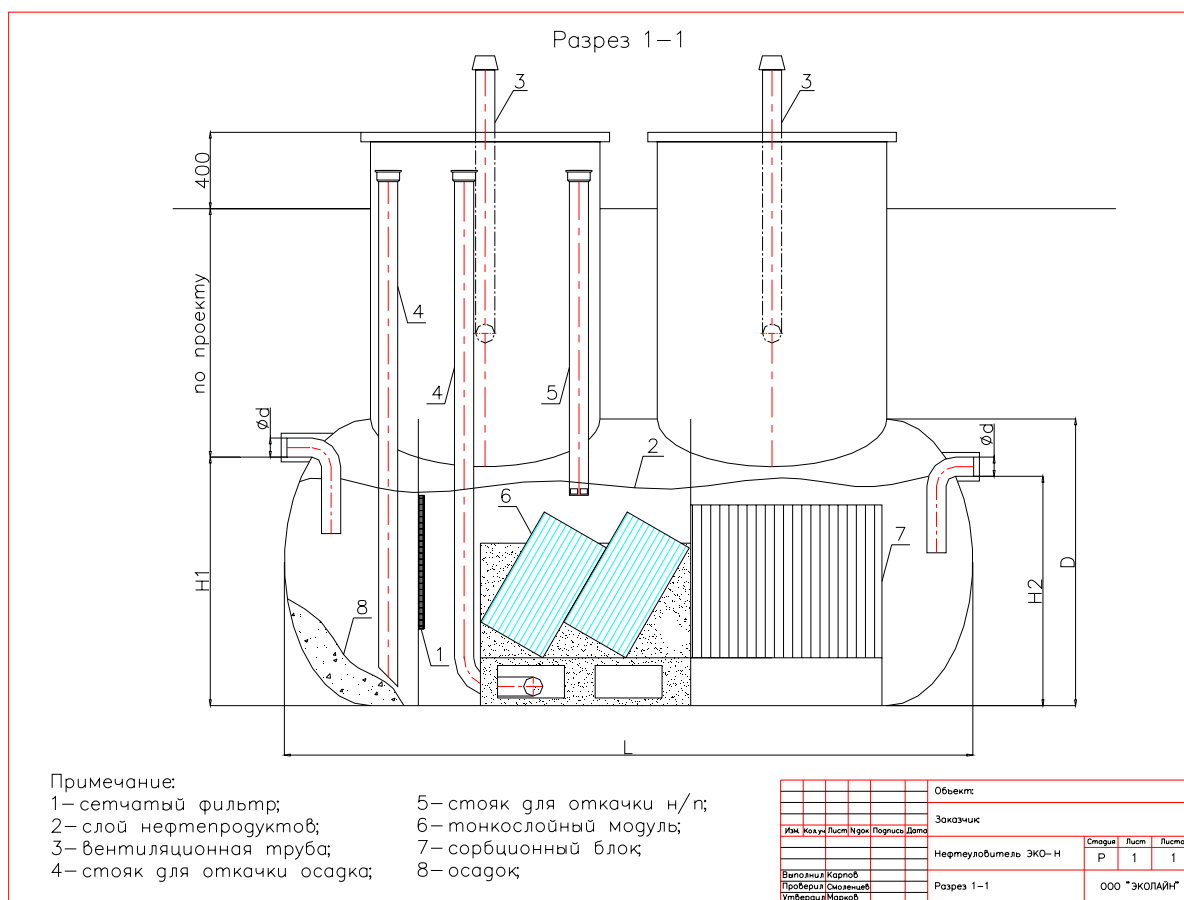 Разрез 1-1
3
3
400
по проекту
4
4
5
ød
ød
2
6
7
H1
8
1
H2
D
L
Примечание:
1-сетчатый фильтр;
2-слой нефтепродуктов;
3-вентиляционная труба;
4-стояк для откачки осадка;
5-стояк для откачки н/п;
6-тонкослойный модуль;
7-сорбционный блок;
8-осадок;
Объект:
Заказчик:
Изм. Кол.уч Лист Nдок Подпись Дата
Нефтеуловитель ЭКО-Н
Стадия Лист Листов
Р 1 1
Выполнил Карпов
Проверил Смоленцев
Утвердил Марков
Разрез 1-1
ООО "ЭКОЛАЙН"